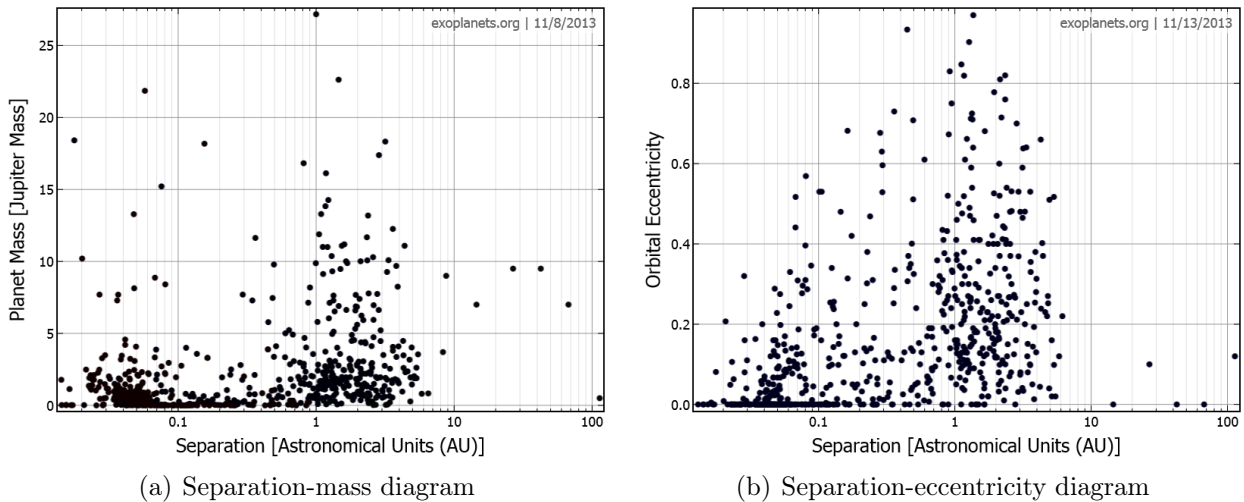 exoplanets.org | 11/8/2013
Planet Mass [Jupiter Mass]
25
20
15
10
5
0
0.1
1
10
100
Separation [Astronomical Units (AU)]
(a) Separation-mass diagram
exoplanets.org | 11/13/2013
Orbital Eccentricity
0.8
0.6
0.4
0.2
0.0
0.1
1
10
100
Separation [Astronomical Units (AU)]
(b) Separation-eccentricity diagram